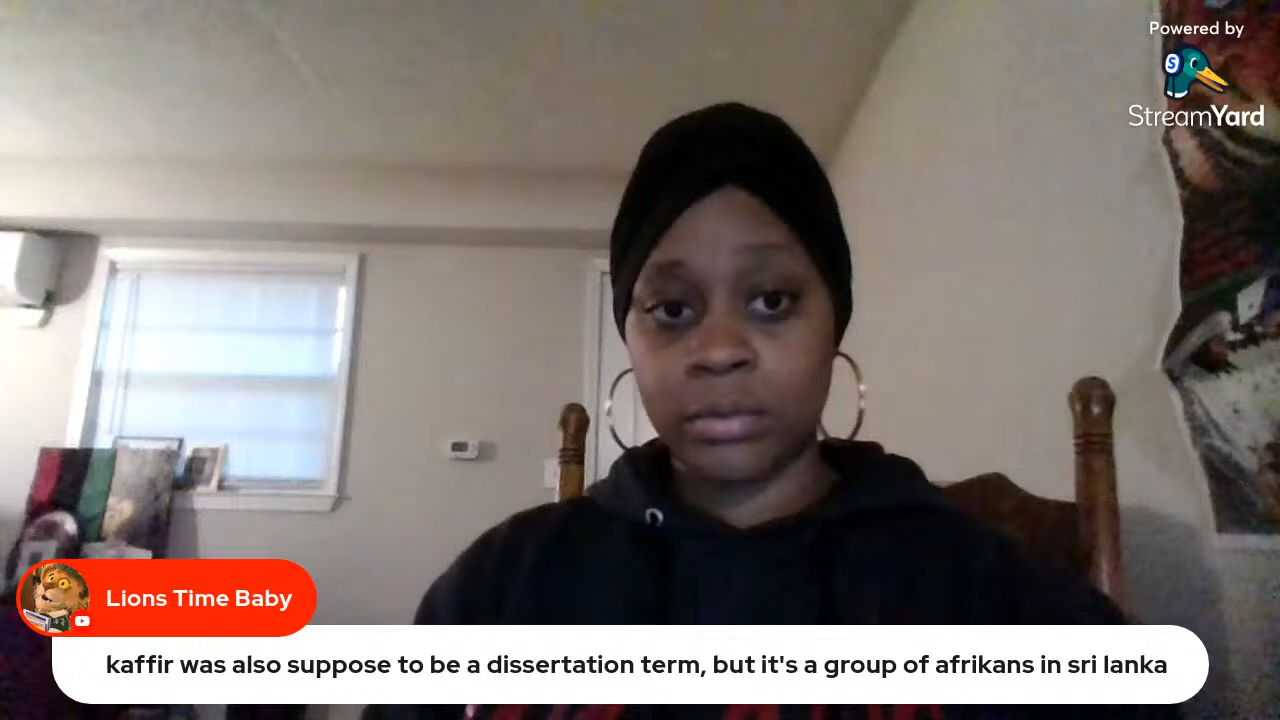 Powered by
StreamYard
Lions Time Baby
kaffir was also suppose to be a dissertation term, but it's a group of afrikans in sri lanka